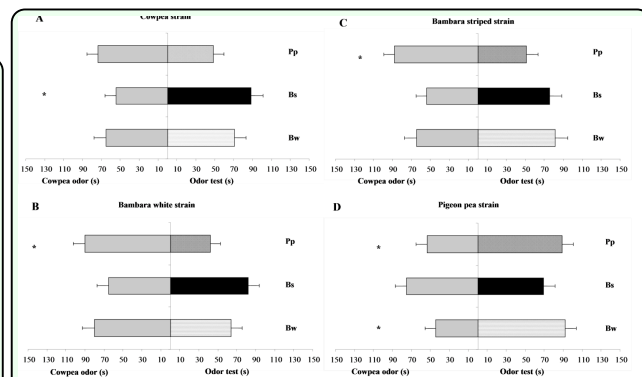 A Cowpea strain
Pp
* Bs
Bw
150 130 110 90 70 50 30 10 10 30 50 70 90 110 130 150
Cowpea odor (s) Odor test (s)
C Bambara striped strain
* Pp
Bs
Bw
150 130 110 90 70 50 30 10 10 30 50 70 90 110 130 150
Cowpea odor (s) Odor test (s)
B Bambara white strain
* Pp
Bs
Bw
150 130 110 90 70 50 30 10 10 30 50 70 90 110 130 150
Cowpea odor (s) Odor test (s)
D Pigeon pea strain
* Pp
Bs
* Bw
150 130 110 90 70 50 30 10 10 30 50 70 90 110 130 150
Cowpea odor (s) Odor test (s)